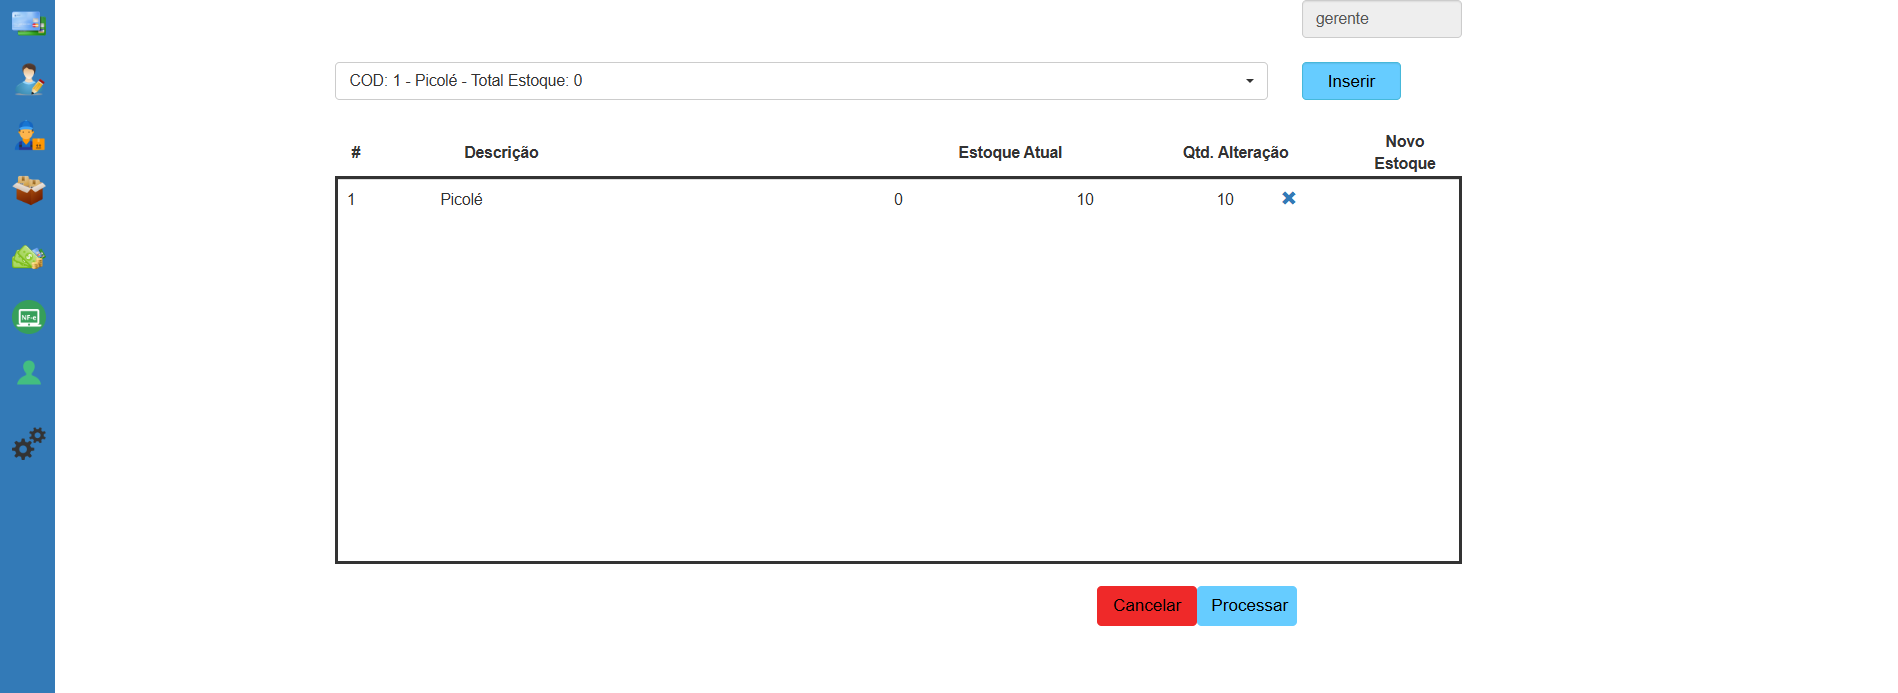 gerente
COD: 1 - Picolé - Total Estoque: 0
Inserir
# Descrição Estoque Atual Qtd. Alteração Novo Estoque
1 Picolé 0 10 10
NF-e
Cancelar Processar